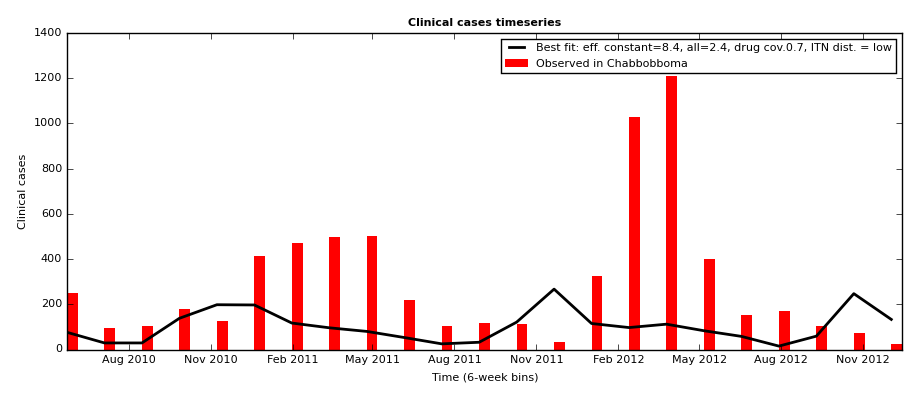 Clinical cases timeseries
1400
1200
1000
800
600
400
200
0
Clinical cases
Best fit: eff. constant=8.4, all=2.4, drug cov.0.7, ITN dist. = low
Observed in Chabbobboma
Aug 2010 Nov 2010 Feb 2011 May 2011 Aug 2011 Nov 2011 Feb 2012 May 2012 Aug 2012 Nov 2012
Time (6-week bins)